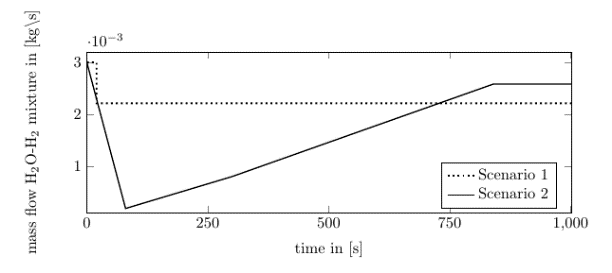 ·10⁻³
mass flow H₂O-H₂ mixture in [kg\s]
3
2
1
Scenario 1
Scenario 2
0
250
500
750
1,000
time in [s]